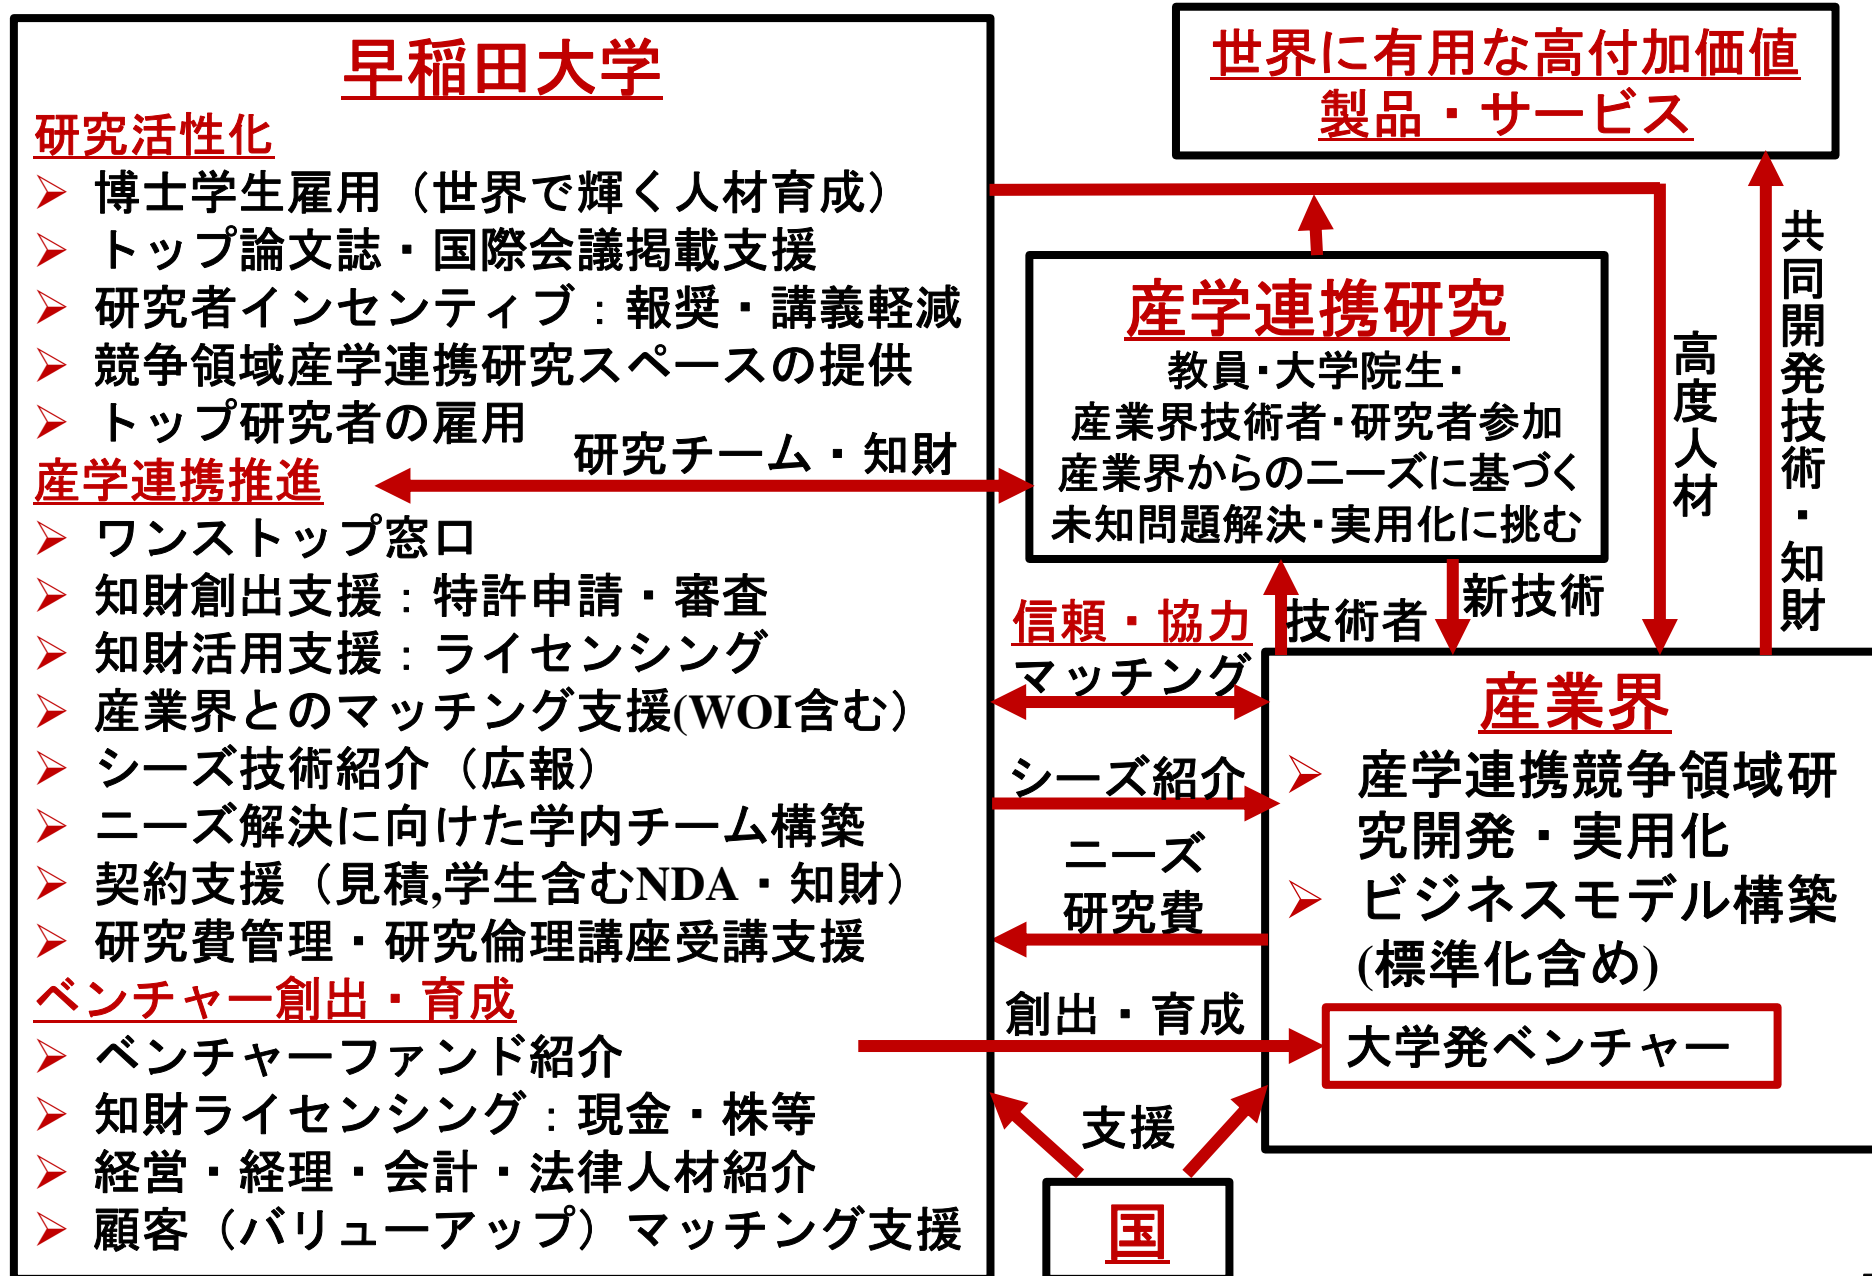 早稲田大学
研究活性化
➢ 博士学生雇用（世界で輝く人材育成）
➢ トップ論文誌・国際会議掲載支援
➢ 研究者インセンティブ：報奨・講義軽減
➢ 競争領域産学連携研究スペースの提供
➢ トップ研究者の雇用
産学連携推進
➢ ワンストップ窓口
➢ 知財創出支援：特許申請・審査
➢ 知財活用支援：ライセンシング
➢ 産業界とのマッチング支援(WOI含む）
➢ シーズ技術紹介（広報）
➢ ニーズ解決に向けた学内チーム構築
➢ 契約支援（見積,学生含むNDA・知財）
➢ 研究費管理・研究倫理講座受講支援
ベンチャー創出・育成
➢ ベンチャーファンド紹介
➢ 知財ライセンシング：現金・株等
➢ 経営・経理・会計・法律人材紹介
➢ 顧客（バリューアップ）マッチング支援
研究チーム・知財
世界に有用な高付加価値
製品・サービス
産学連携研究
教員・大学院生・
産業界技術者・研究者参加
産業界からのニーズに基づく
未知問題解決・実用化に挑む
高度人材
共同開発技術・知財
技術者
新技術
信頼・協力
マッチング
シーズ紹介
ニーズ
研究費
創出・育成
支援
国
産業界
➢ 産学連携競争領域研
究開発・実用化
➢ ビジネスモデル構築
(標準化含め)
大学発ベンチャー